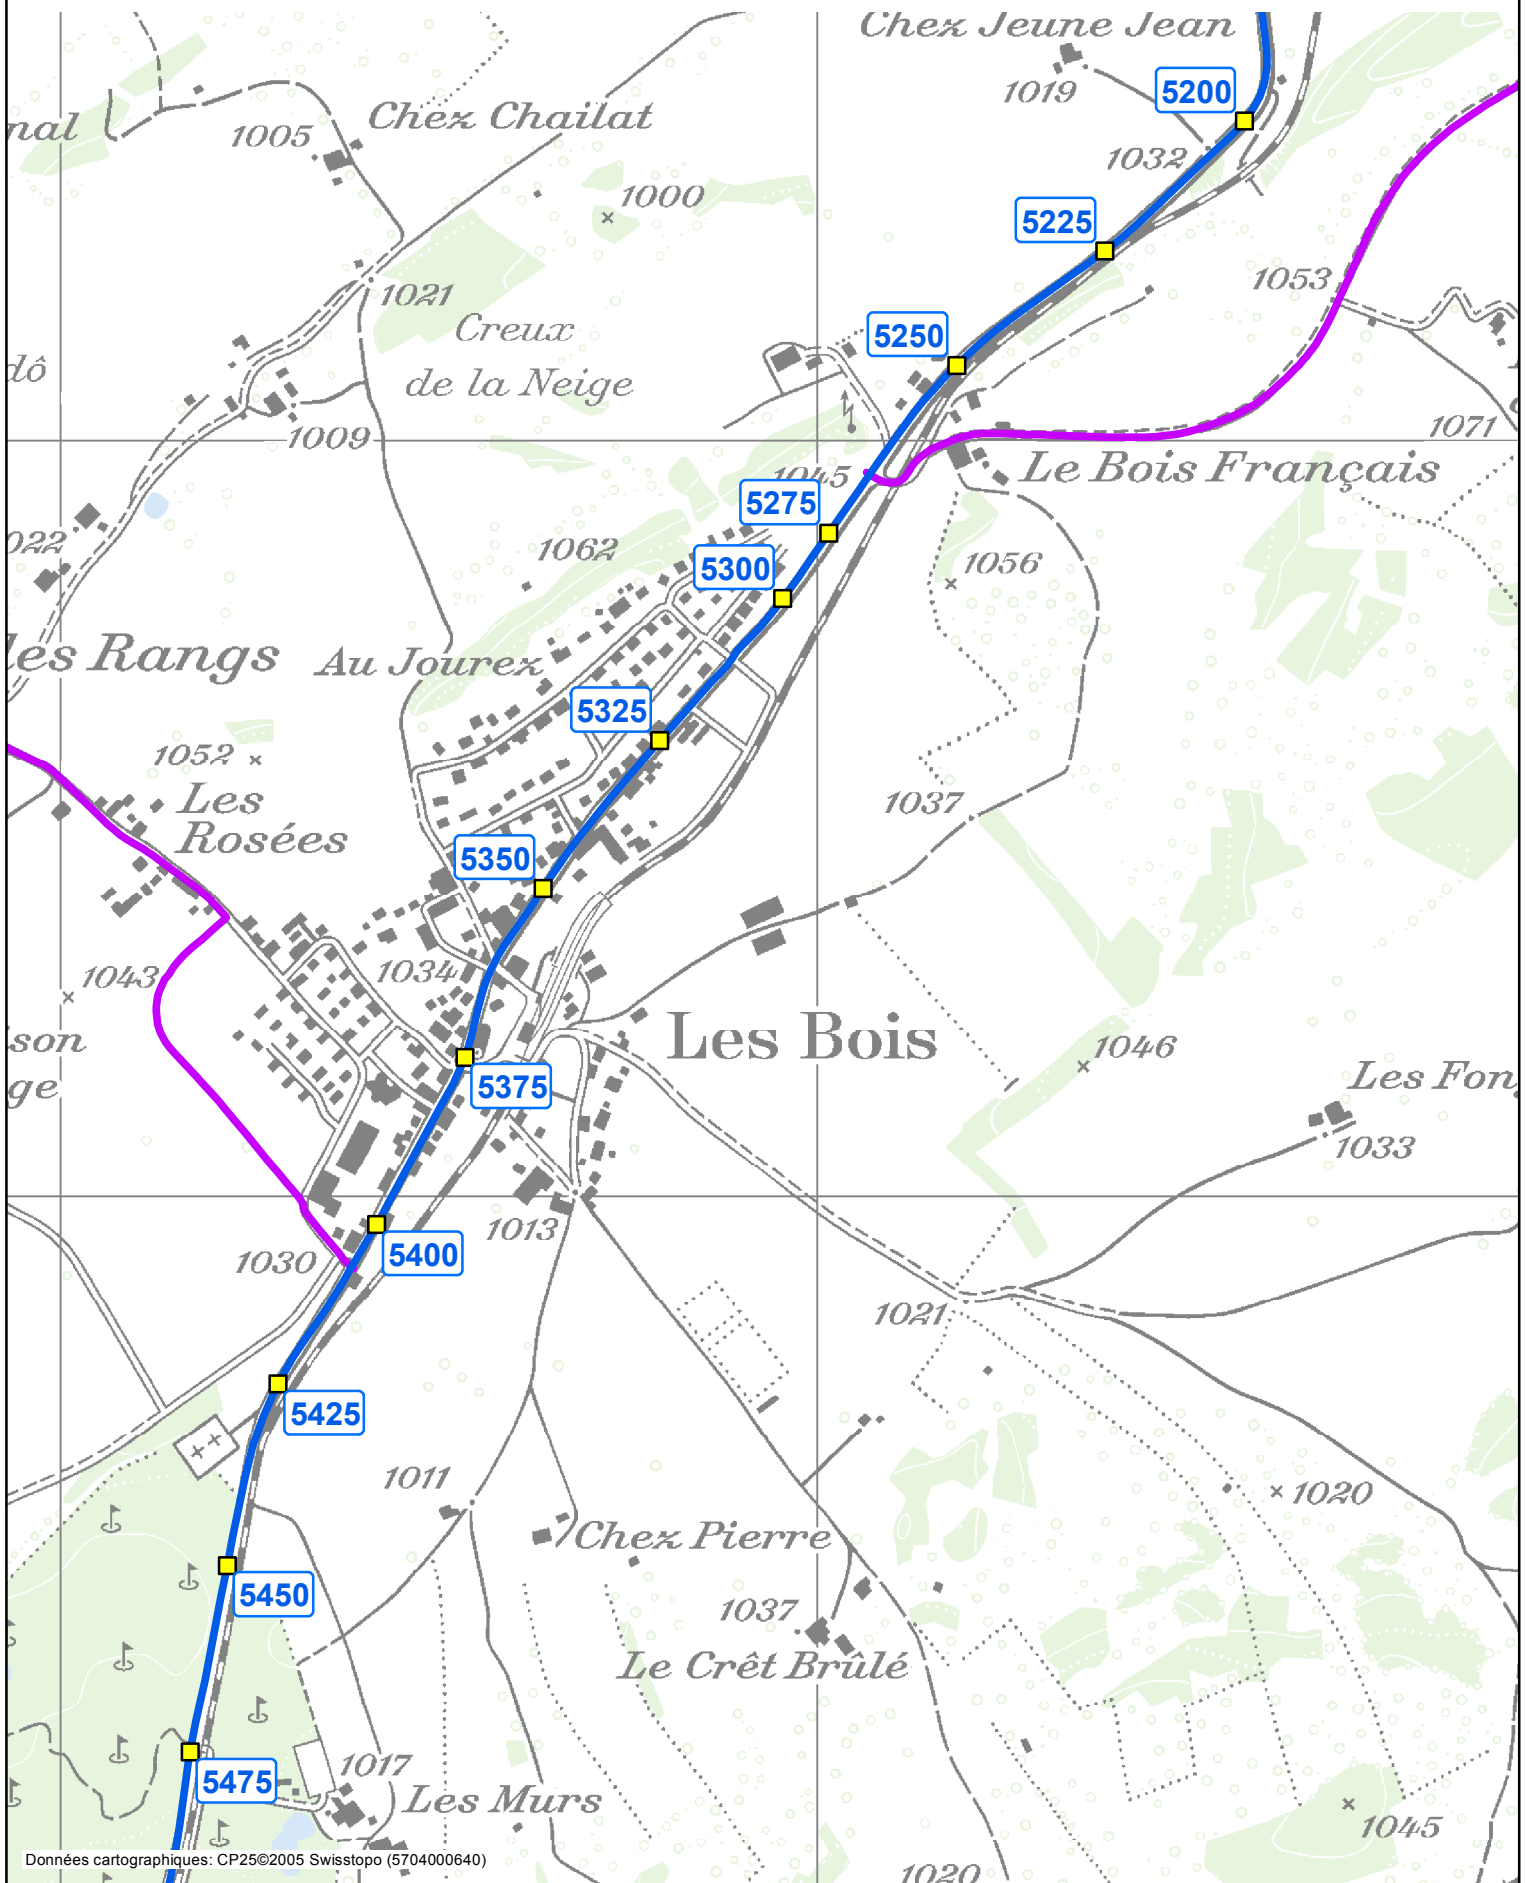 Chez Jeune Jean
5200
1019
nal
Chez Chailat
1005
1032
1000
5225
1053
1021
Creux
de la Neige
5250
dô
1009
1071
1045
Le Bois Français
5275
022
1062
5300
1056
les Rangs
Au Jourez
5325
1052
Les
Rosées
1037
5350
1034
1043
son
ge
Les Bois
1046
5375
Les Fon
1033
1013
1030
5400
1021
5425
1011
1020
Chez Pierre
5450
1037
Le Crêt Brûlé
5475
1017
Les Murs
1045
Données cartographiques: CP25©2005 Swisstopo (5704000640)
1020